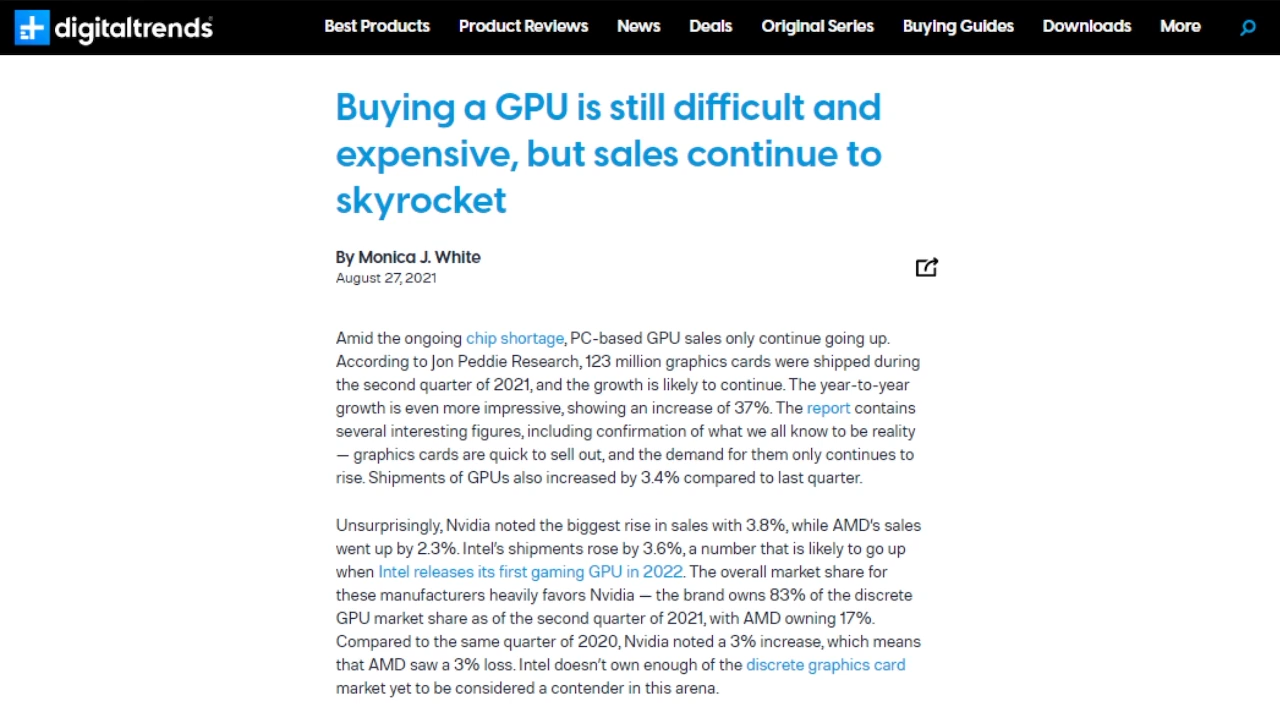 digitaltrends Best Products Product Reviews News Deals Original Series Buying Guides Downloads More
Buying a GPU is still difficult and
expensive, but sales continue to
skyrocket
By Monica J. White
August 27, 2021
Amid the ongoing chip shortage, PC-based GPU sales only continue going up.
According to Jon Peddie Research, 123 million graphics cards were shipped during
the second quarter of 2021, and the growth is likely to continue. The year-to-year
growth is even more impressive, showing an increase of 37%. The report contains
several interesting figures, including confirmation of what we all know to be reality
— graphics cards are quick to sell out, and the demand for them only continues to
rise. Shipments of GPUs also increased by 3.4% compared to last quarter.
Unsurprisingly, Nvidia noted the biggest rise in sales with 3.8%, while AMD's sales
went up by 2.3%. Intel's shipments rose by 3.6%, a number that is likely to go up
when Intel releases its first gaming GPU in 2022. The overall market share for
these manufacturers heavily favors Nvidia — the brand owns 83% of the discrete
GPU market share as of the second quarter of 2021, with AMD owning 17%.
Compared to the same quarter of 2020, Nvidia noted a 3% increase, which means
that AMD saw a 3% loss. Intel doesn't own enough of the discrete graphics card
market yet to be considered a contender in this arena.